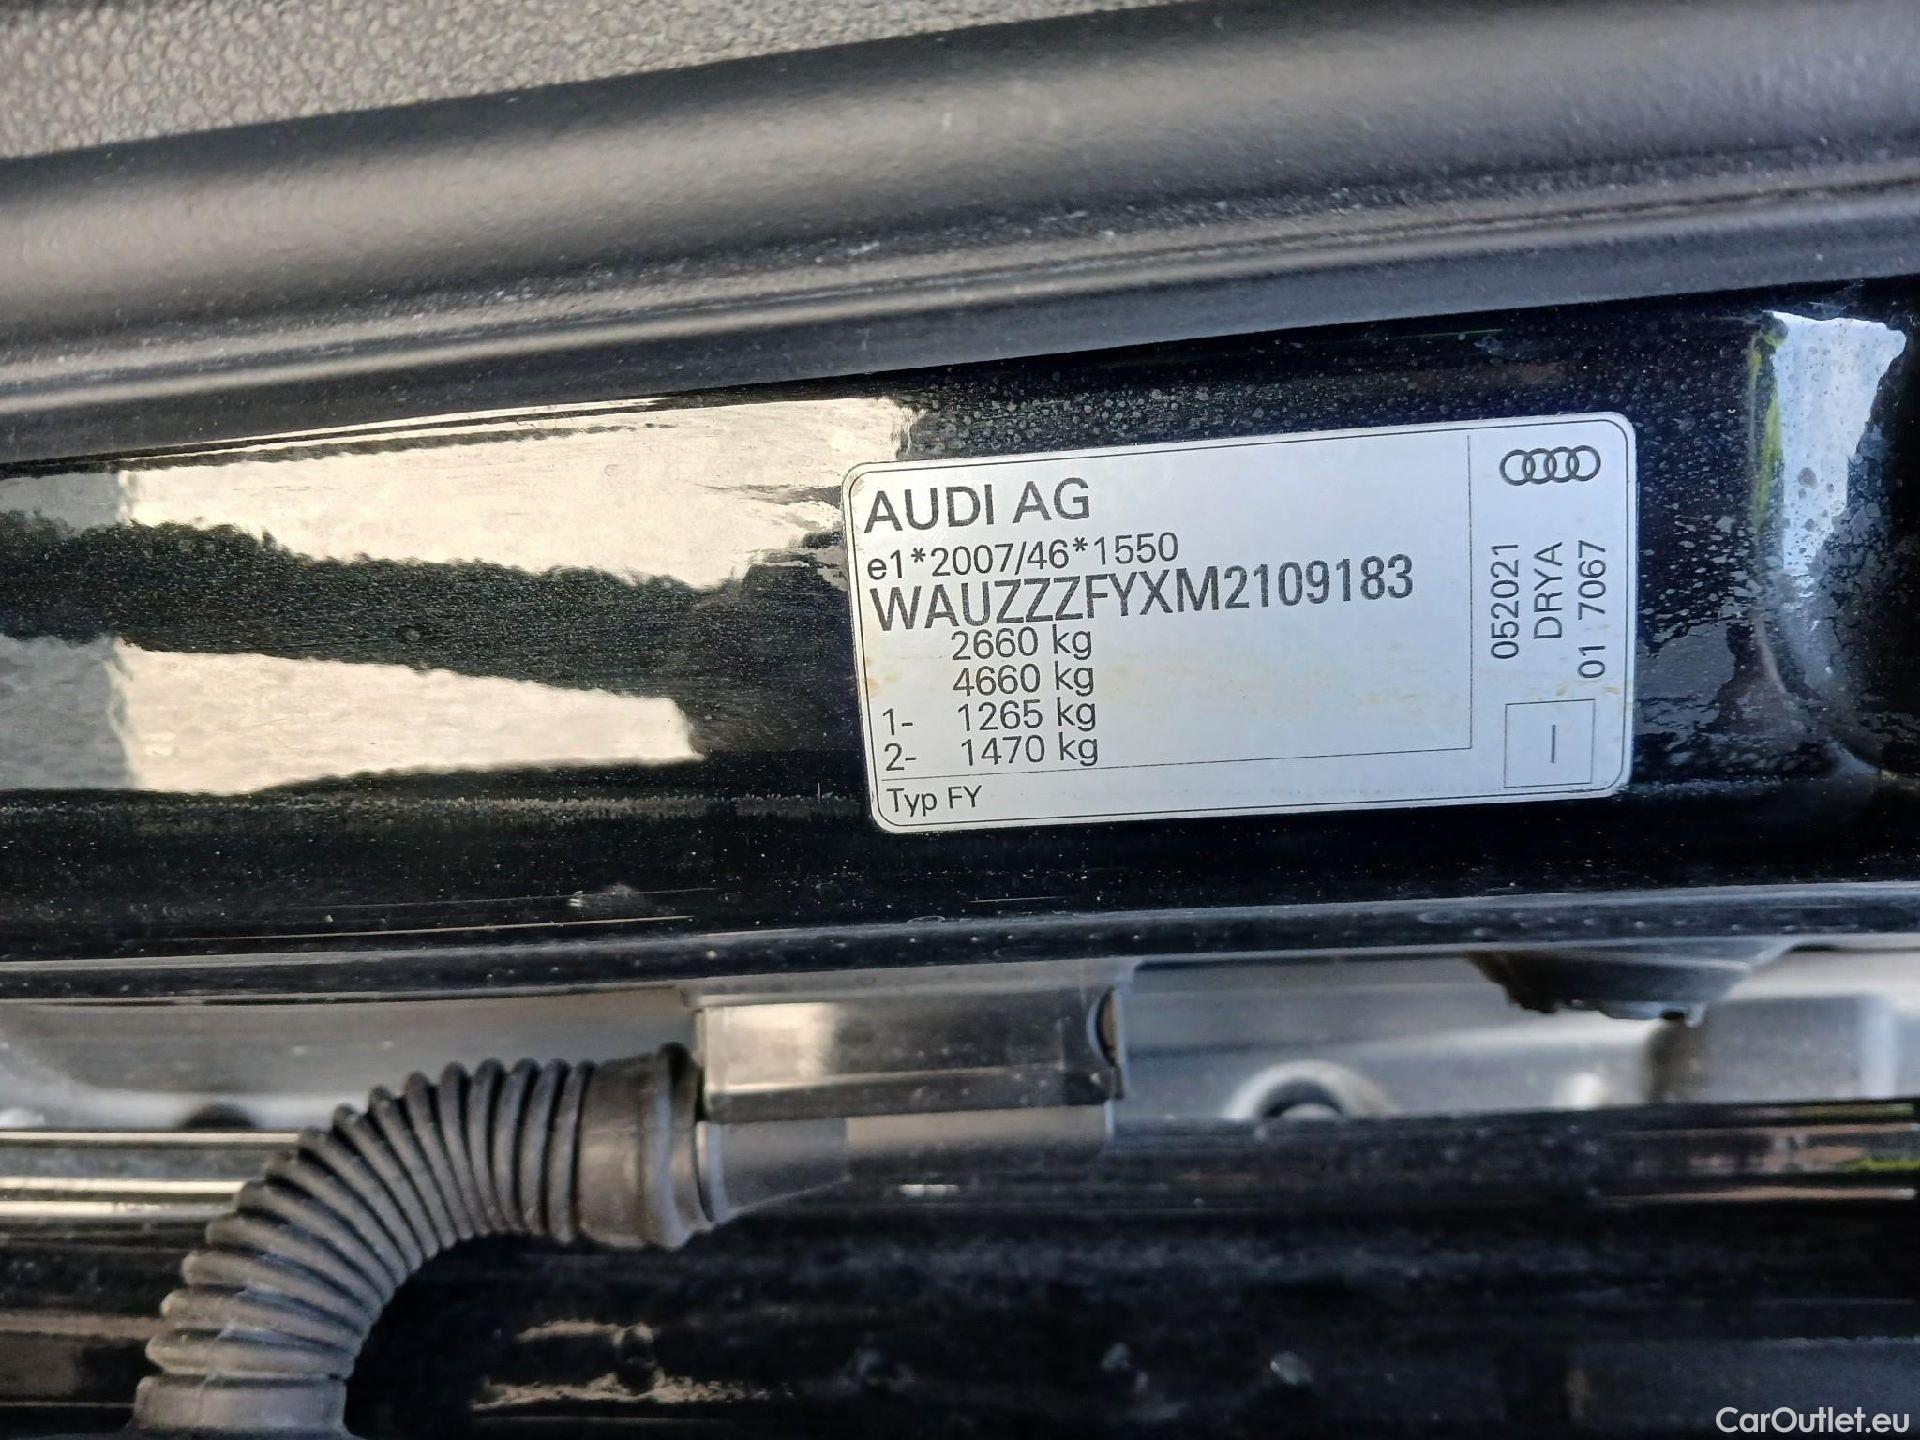 AUDI AG
e1*2007/46*1550
WAUZZZFYXM2109183
2660 kg
4660 kg
1- 1265 kg
2- 1470 kg
Typ FY
052021
DRYA
01 7067
–
CarOutlet.eu